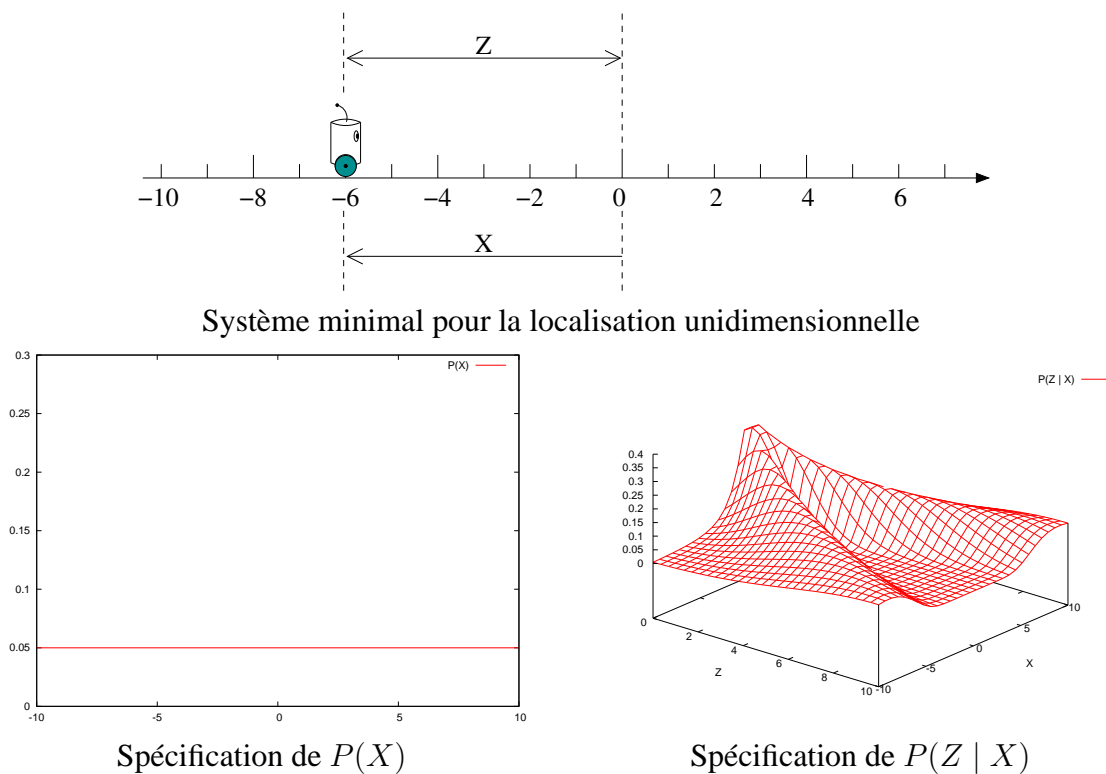 Z
−10 −8 −6 −4 −2 0 2 4 6
X
Système minimal pour la localisation unidimensionnelle
P(X)
0.3
0.25
0.2
0.15
0.1
0.05
0
-10 -5 0 5 10
Spécification de P(X)
P(Z | X)
0.4
0.35
0.3
0.25
0.2
0.15
0.1
0.05
0
0 2 4 6 8 10
Z
-10 -5 0 5 10
X
Spécification de P(Z | X)